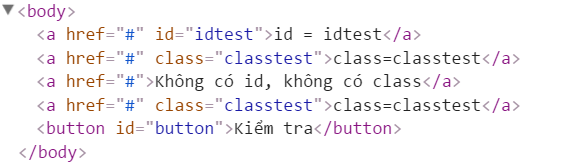 <body>
<a href="#" id="idtest">id = idtest</a>
<a href="#" class="classtest">class=classtest</a>
<a href="#">Không có id, không có class</a>
<a href="#" class="classtest">class=classtest</a>
<button id="button">Kiểm tra</button>
</body>